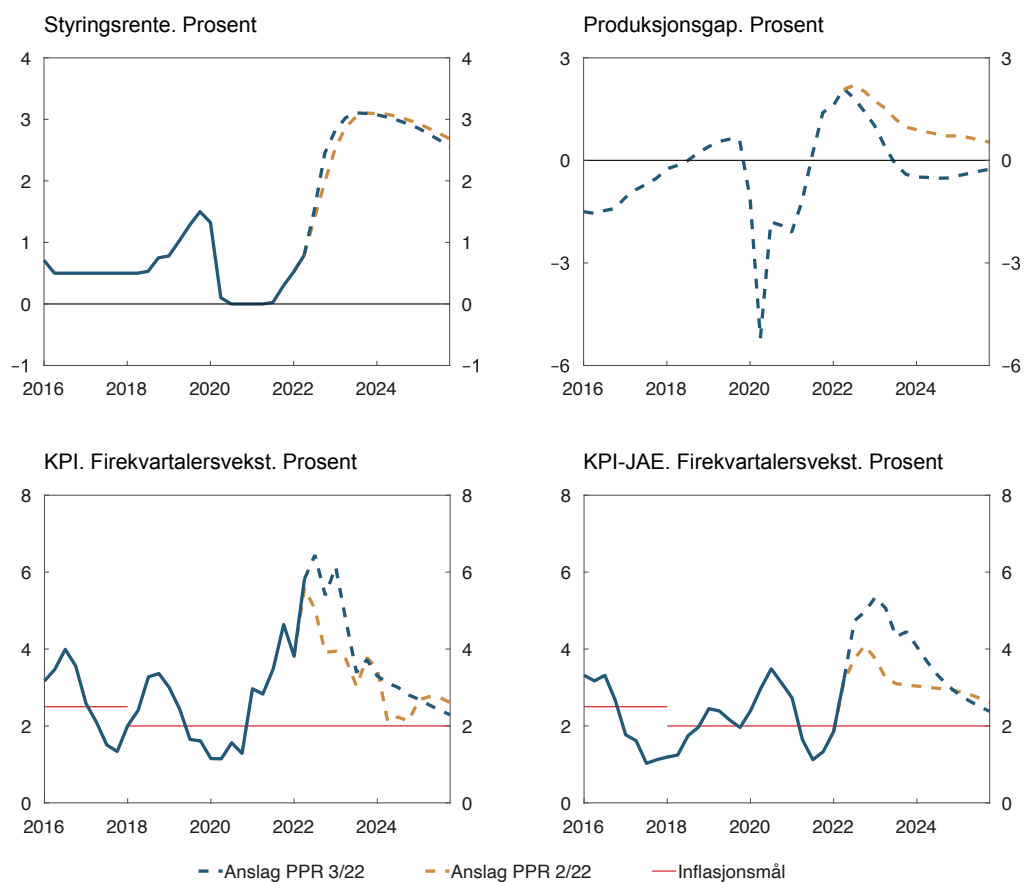 Styringsrente. Prosent
4 4
3 3
2 2
1 1
0 0
−1 −1
2016 2018 2020 2022 2024
Produksjonsgap. Prosent
3 3
0 0
−3 −3
−6 −6
2016 2018 2020 2022 2024
KPI. Firekvartalersvekst. Prosent
8 8
6 6
4 4
2 2
0 0
2016 2018 2020 2022 2024
KPI-JAE. Firekvartalersvekst. Prosent
8 8
6 6
4 4
2 2
0 0
2016 2018 2020 2022 2024
Anslag PPR 3/22 Anslag PPR 2/22 Inflasjonsmål